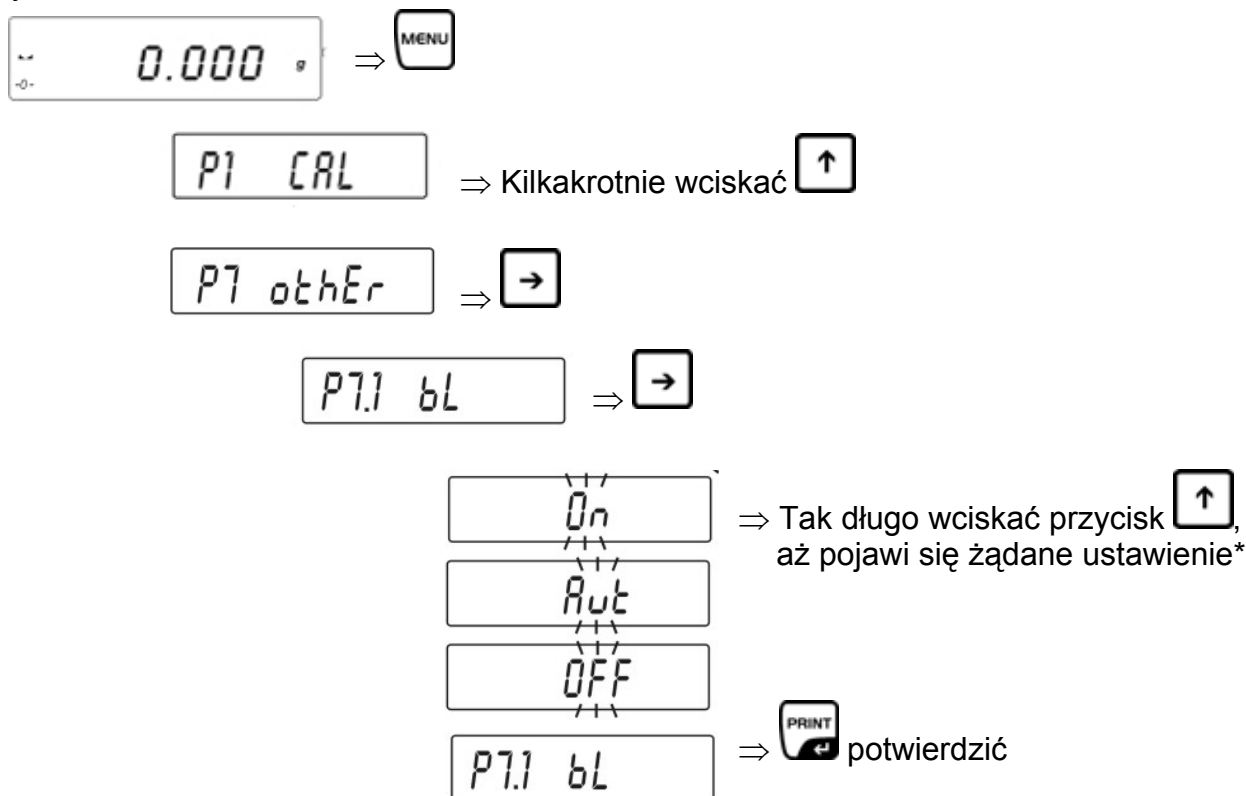 0.000 g ⇒ MENU
-0-
P1 CAL ⇒ Kilkakrotnie wciskać ↑
P7 othEr ⇒ →
P7.1 bL ⇒ →
On ⇒ Tak długo wciskać przycisk ↑,
aż pojawi się żądane ustawienie*
Aut
OFF
PRINT
P7.1 bL ⇒ potwierdzić